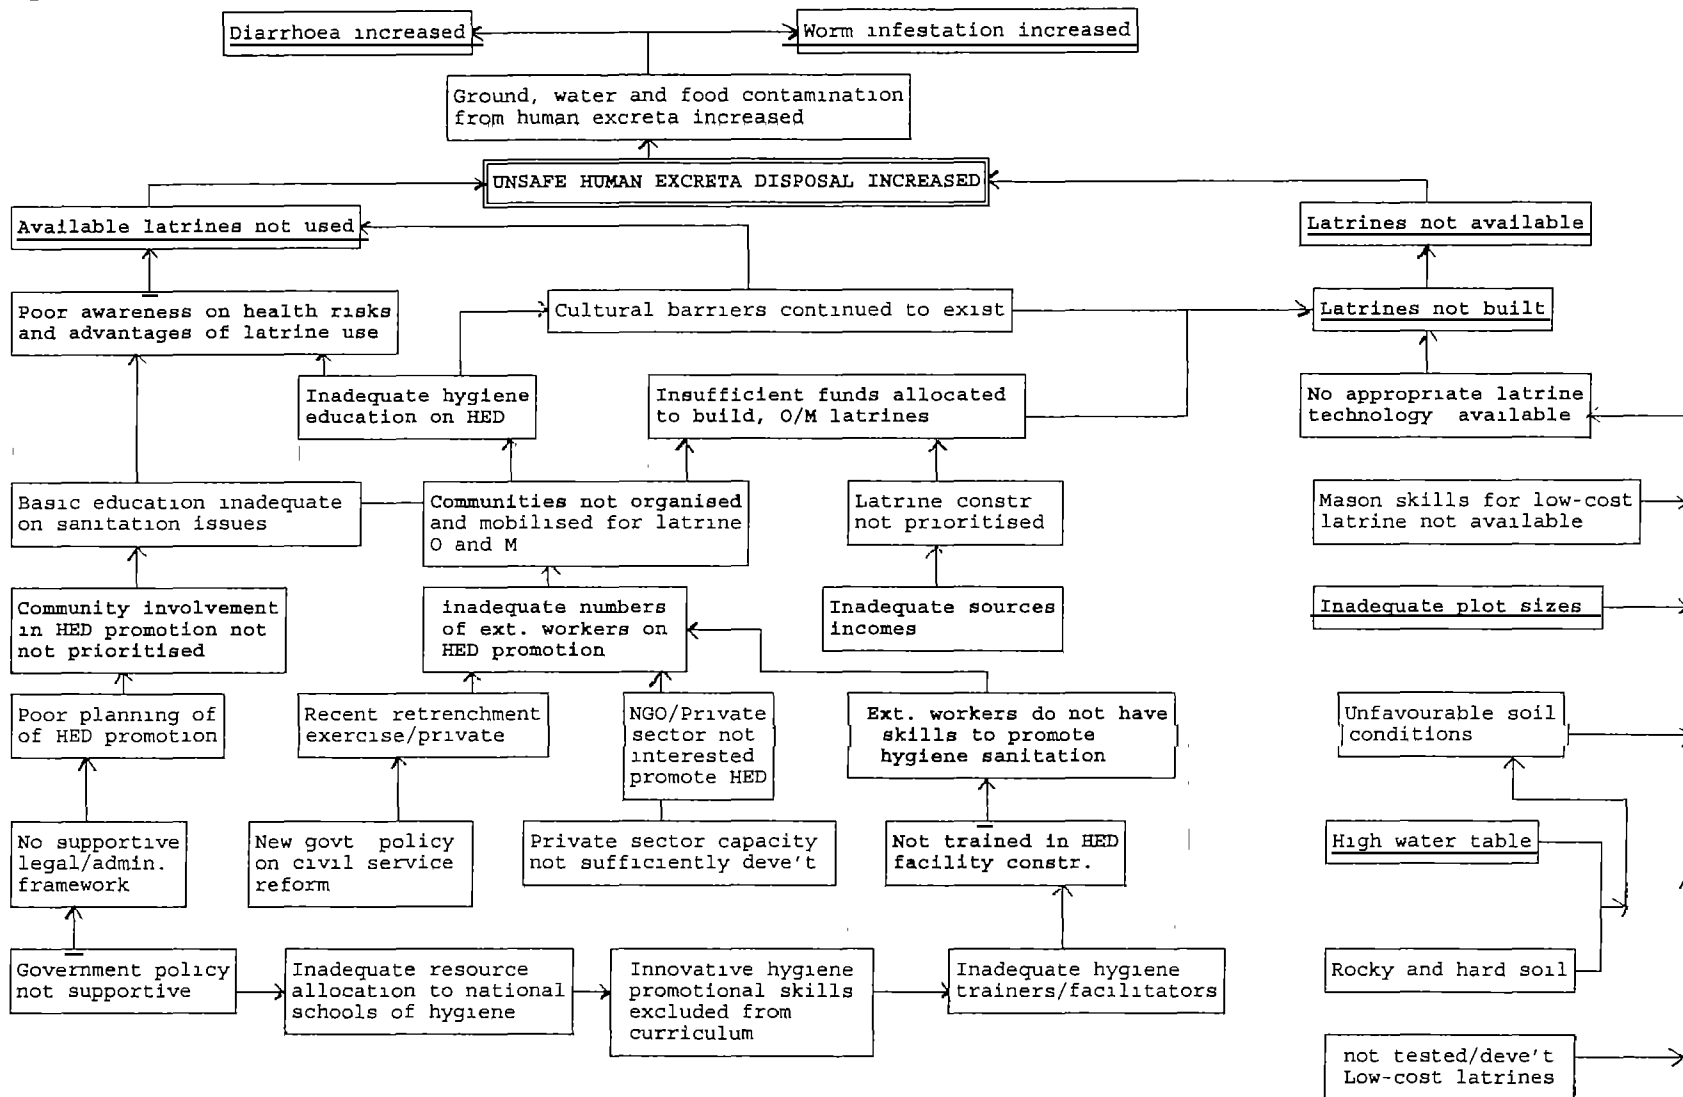 Diarrhoea increased
Worm infestation increased
Ground, water and food contamination
from human excreta increased
UNSAFE HUMAN EXCRETA DISPOSAL INCREASED
Available latrines not used
Latrines not available
Poor awareness on health risks
and advantages of latrine use
Cultural barriers continued to exist
Latrines not built
Inadequate hygiene
education on HED
Insufficient funds allocated
to build, O/M latrines
No appropriate latrine
technology available
Basic education inadequate
on sanitation issues
Communities not organised
and mobilised for latrine
O and M
Latrine constr
not prioritised
Mason skills for low-cost
latrine not available
Community involvement
in HED promotion not
not prioritised
inadequate numbers
of ext. workers on
HED promotion
Inadequate sources
incomes
Inadequate plot sizes
Poor planning
of HED promotion
Recent retrenchment
exercise/private
NGO/Private
sector not
interested
promote HED
Ext. workers do not have
skills to promote
hygiene sanitation
Unfavourable soil
conditions
No supportive
legal/admin.
framework
New govt policy
on civil service
reform
Private sector capacity
not sufficiently deve't
Not trained in HED
facility constr.
High water table
Government policy
not supportive
Inadequate resource
allocation to national
schools of hygiene
Innovative hygiene
promotional skills
excluded from
curriculum
Inadequate hygiene
trainers/facilitators
Rocky and hard soil
not tested/deve't
Low-cost latrines